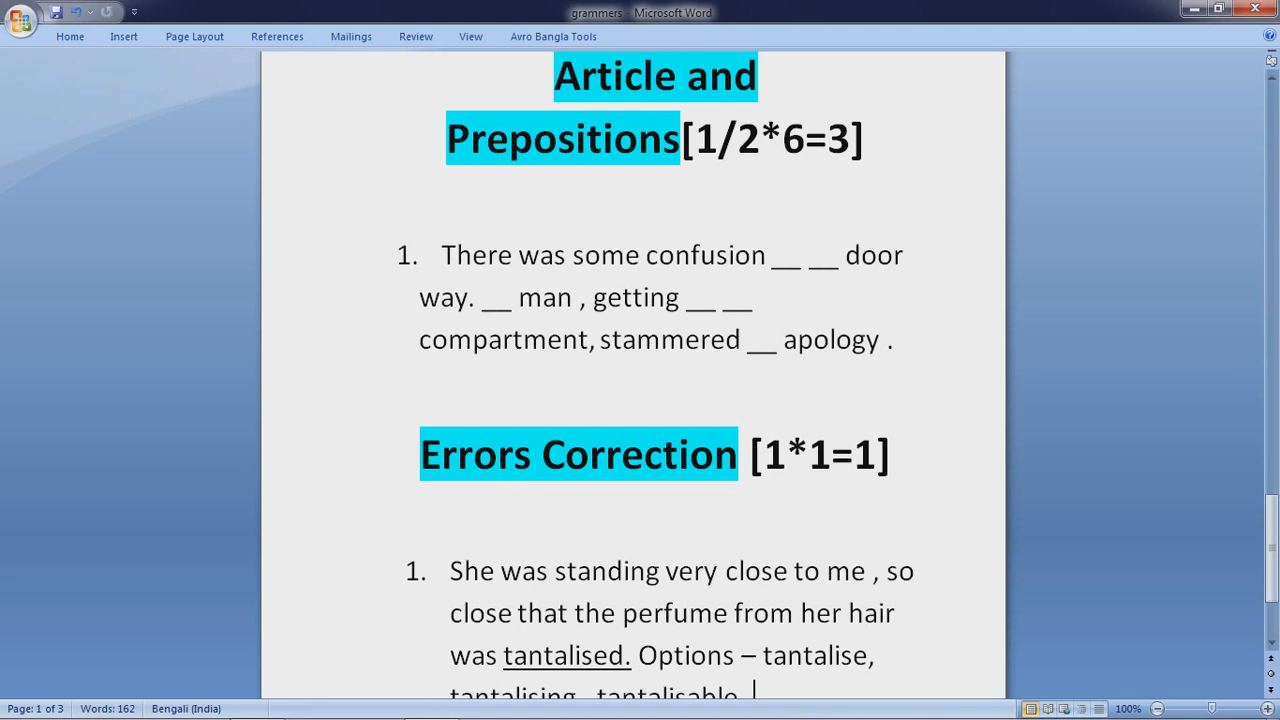 grammers - Microsoft Word
Home Insert Page Layout References Mailings Review View Avro Bangla Tools
Article and
Prepositions[1/2*6=3]
1. There was some confusion __ __ door
way. __ man , getting __ __
compartment, stammered __ apology .
Errors Correction [1*1=1]
1. She was standing very close to me , so
close that the perfume from her hair
was tantalised. Options – tantalise,
tantalising , tantalisable
Page: 1 of 3 Words: 162 Bengali (India) 100%